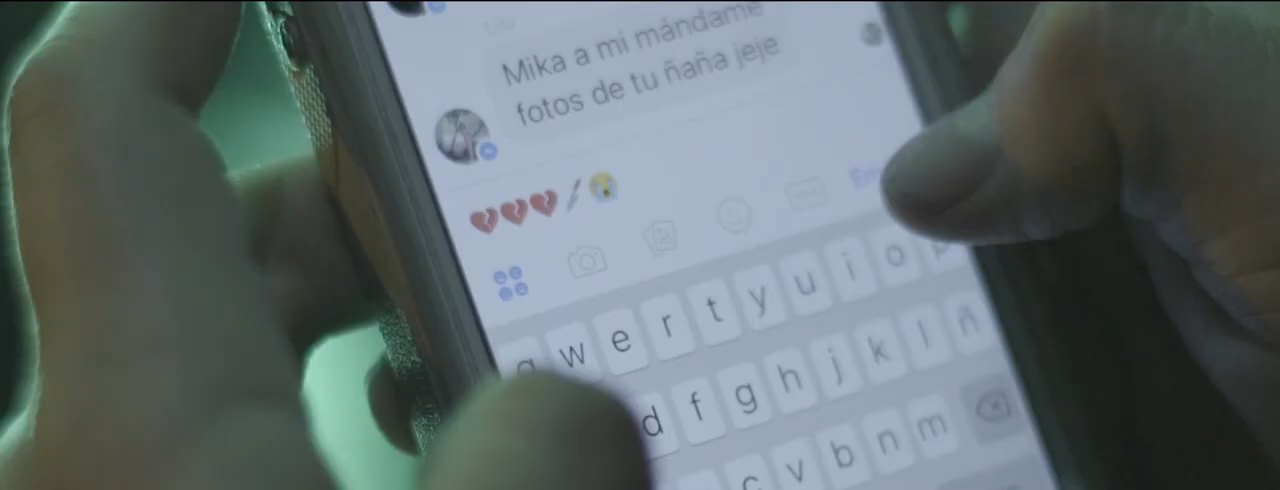 Mika a mi mándame
fotos de tu ñaña jeje
💔💔💔
😭
q w e r t y u i o p
d f g h j k l ñ
c v b n m